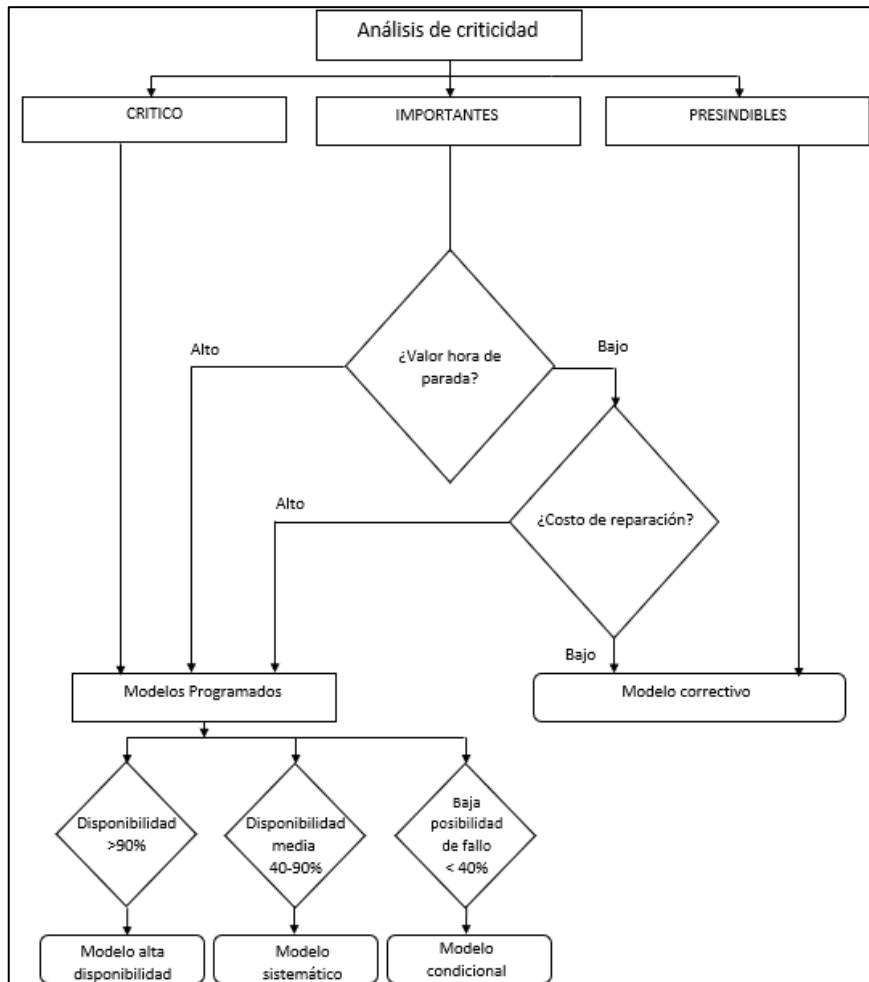 Análisis de criticidad
CRITICO
IMPORTANTES
PRESINDIBLES
¿Valor hora de
parada?
Alto
Bajo
¿Costo de reparación?
Alto
Bajo
Modelos Programados
Modelo correctivo
Disponibilidad
>90%
Disponibilidad
media
40-90%
Baja
posibilidad
de fallo
< 40%
Modelo alta
disponibilidad
Modelo
sistemático
Modelo
condicional